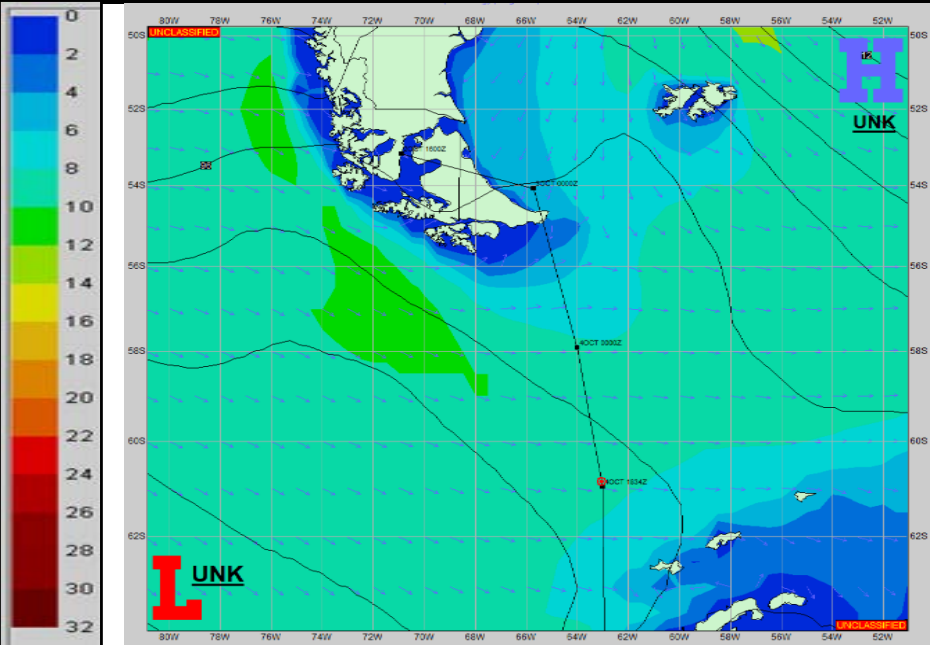 0
2
4
6
8
10
12
14
16
18
20
22
24
26
28
30
32
80W 78W 76W 74W 72W 70W 68W 66W 64W 62W 60W 58W 56W 54W 52W
UNCLASSIFIED
50S 50S
12
H
UNK
52S 52S
1600Z
54S 54S
0000Z
56S 56S
4OCT 0000Z
58S 58S
60S 60S
4OCT 1634Z
62S 62S
L UNK
UNCLASSIFIED
80W 78W 76W 74W 72W 70W 68W 66W 64W 62W 60W 58W 56W 54W 52W